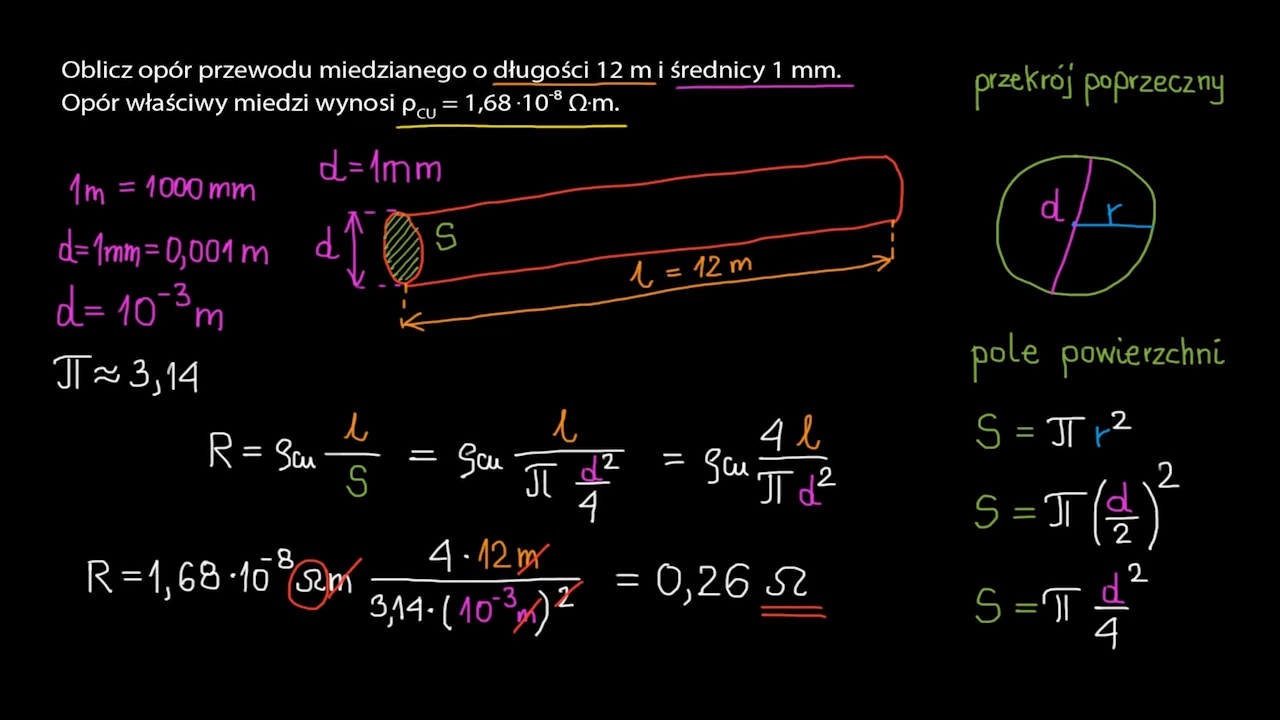 Oblicz opór przewodu miedzianego o długości 12 m i średnicy 1 mm.
Opór właściwy miedzi wynosi ρCU = 1,68 ·10⁻⁸ Ω·m.
przekrój poprzeczny
d=1mm
1m = 1000 mm
d=1mm=0,001 m
d= 10⁻³ m
π ≈ 3,14
d
S
l = 12 m
d
r
pole powierzchni
S = π r²
S = π (d/2)²
S = π d²/4
R = ρcu l/S = ρcu l/(π d²/4) = ρcu 4 l/(π d²)
R = 1,68 · 10⁻⁸ Ω m 4 · 12 m/(3,14 · (10⁻³ m)²) = 0,26 Ω